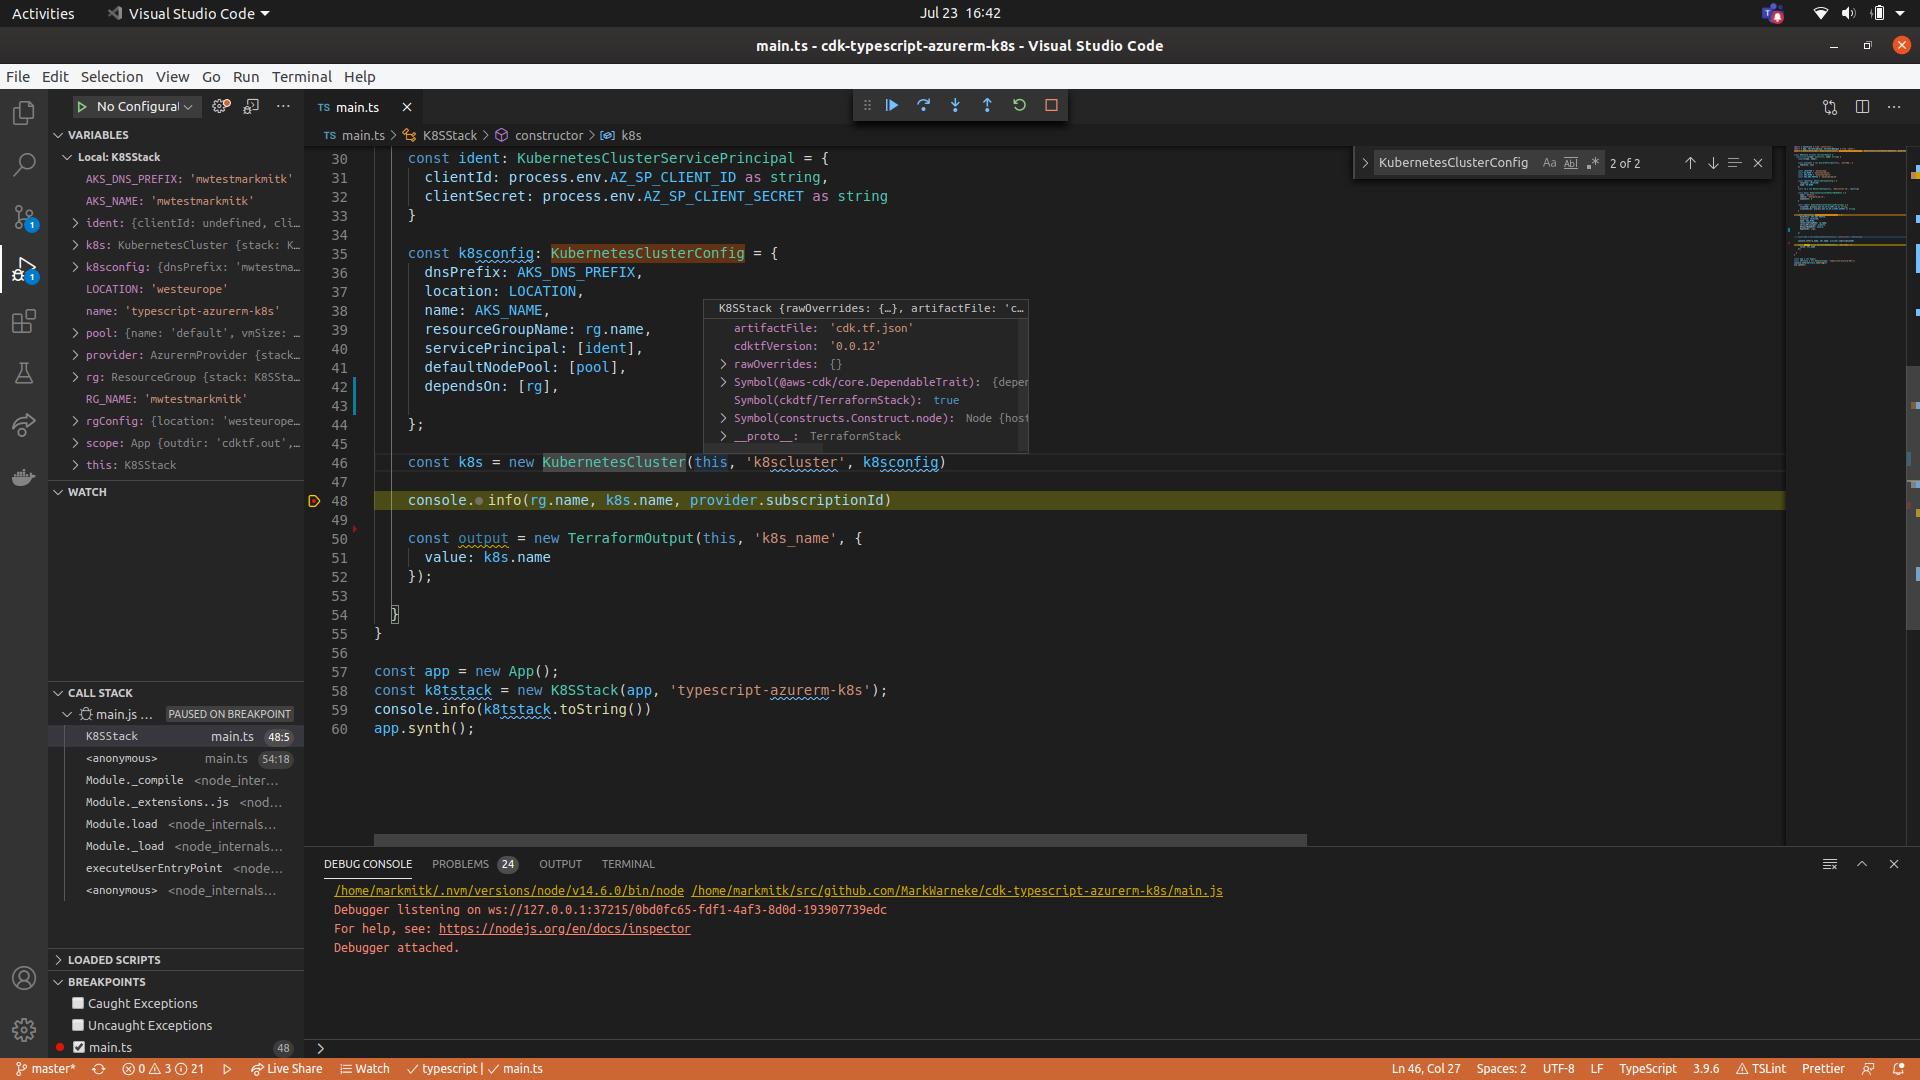 Activities
Visual Studio Code
Jul 23 16:42
main.ts - cdk-typescript-azurerm-k8s - Visual Studio Code
File Edit Selection View Go Run Terminal Help
No Configurat
TS main.ts
TS main.ts > K8SStack > constructor > k8s
VARIABLES
Local: K8SStack
AKS_DNS_PREFIX: 'mwtestmarkmitk'
AKS_NAME: 'mwtestmarkmitk'
ident: {clientId: undefined, cli…
k8s: KubernetesCluster {stack: K…
k8sconfig: {dnsPrefix: 'mwtestma…
LOCATION: 'westeurope'
name: 'typescript-azurerm-k8s'
pool: {name: 'default', vmSize: …
provider: AzurermProvider {stack…
rg: ResourceGroup {stack: K8SSta…
RG_NAME: 'mwtestmarkmitk'
rgConfig: {location: 'westeurope…
scope: App {outdir: 'cdktf.out',…
this: K8SStack
WATCH
CALL STACK
main.js … PAUSED ON BREAKPOINT
K8SStack main.ts 48:5
<anonymous> main.ts 54:18
Module._compile <node_inter…
Module._extensions..js <nod…
Module.load <node_internals…
Module._load <node_internals…
executeUserEntryPoint <node…
<anonymous> <node_internals…
LOADED SCRIPTS
BREAKPOINTS
Caught Exceptions
Uncaught Exceptions
main.ts 48
1
1
30 const ident: KubernetesClusterServicePrincipal = {
31 clientId: process.env.AZ_SP_CLIENT_ID as string,
32 clientSecret: process.env.AZ_SP_CLIENT_SECRET as string
33 }
34
35 const k8sconfig: KubernetesClusterConfig = {
36 dnsPrefix: AKS_DNS_PREFIX,
37 location: LOCATION,
38 name: AKS_NAME,
39 resourceGroupName: rg.name,
40 servicePrincipal: [ident],
41 defaultNodePool: [pool],
42 dependsOn: [rg],
43
44 };
45
46 const k8s = new KubernetesCluster(this, 'k8scluster', k8sconfig)
47
48 console. info(rg.name, k8s.name, provider.subscriptionId)
49
50 const output = new TerraformOutput(this, 'k8s_name', {
51 value: k8s.name
52 });
53
54 }
55 }
56
57 const app = new App();
58 const k8tstack = new K8SStack(app, 'typescript-azurerm-k8s');
59 console.info(k8tstack.toString())
60 app.synth();
K8SStack {rawOverrides: {…}, artifactFile: 'c…
artifactFile: 'cdk.tf.json'
cdktfVersion: '0.0.12'
rawOverrides: {}
Symbol(@aws-cdk/core.DependableTrait): {deper
Symbol(ckdtf/TerraformStack): true
Symbol(constructs.Construct.node): Node {host
__proto__: TerraformStack
KubernetesClusterConfig Aa Abl .* 2 of 2
DEBUG CONSOLE PROBLEMS 24 OUTPUT TERMINAL
/home/markmitk/.nvm/versions/node/v14.6.0/bin/node /home/markmitk/src/github.com/MarkWarneke/cdk-typescript-azurerm-k8s/main.js
Debugger listening on ws://127.0.0.1:37215/0bd0fc65-fdf1-4af3-8d0d-193907739edc
For help, see: https://nodejs.org/en/docs/inspector
Debugger attached.
>
master* 0 3 21 Live Share Watch typescript | main.ts
Ln 46, Col 27 Spaces: 2 UTF-8 LF TypeScript 3.9.6 TSLint Prettier